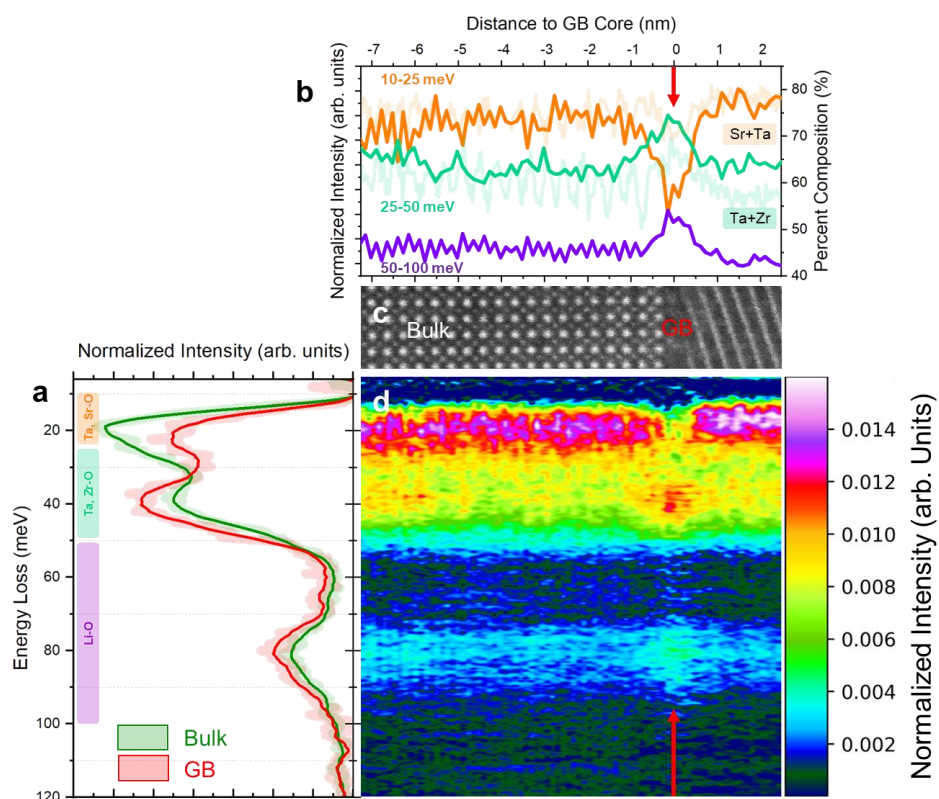 Distance to GB Core (nm)
-7 -6 -5 -4 -3 -2 -1 0 1 2
b
Normalized Intensity (arb. units)
10-25 meV
25-50 meV
50-100 meV
Sr+Ta
Ta+Zr
80
70
60
50
40
Percent Composition (%)
c
Bulk
GB
Normalized Intensity (arb. units)
a
Ta, Sr-O
Ta, Zr-O
Li-O
20
40
60
80
100
120
Energy Loss (meV)
Bulk
GB
d
0.014
0.012
0.010
0.008
0.006
0.004
0.002
Normalized Intensity (arb. Units)